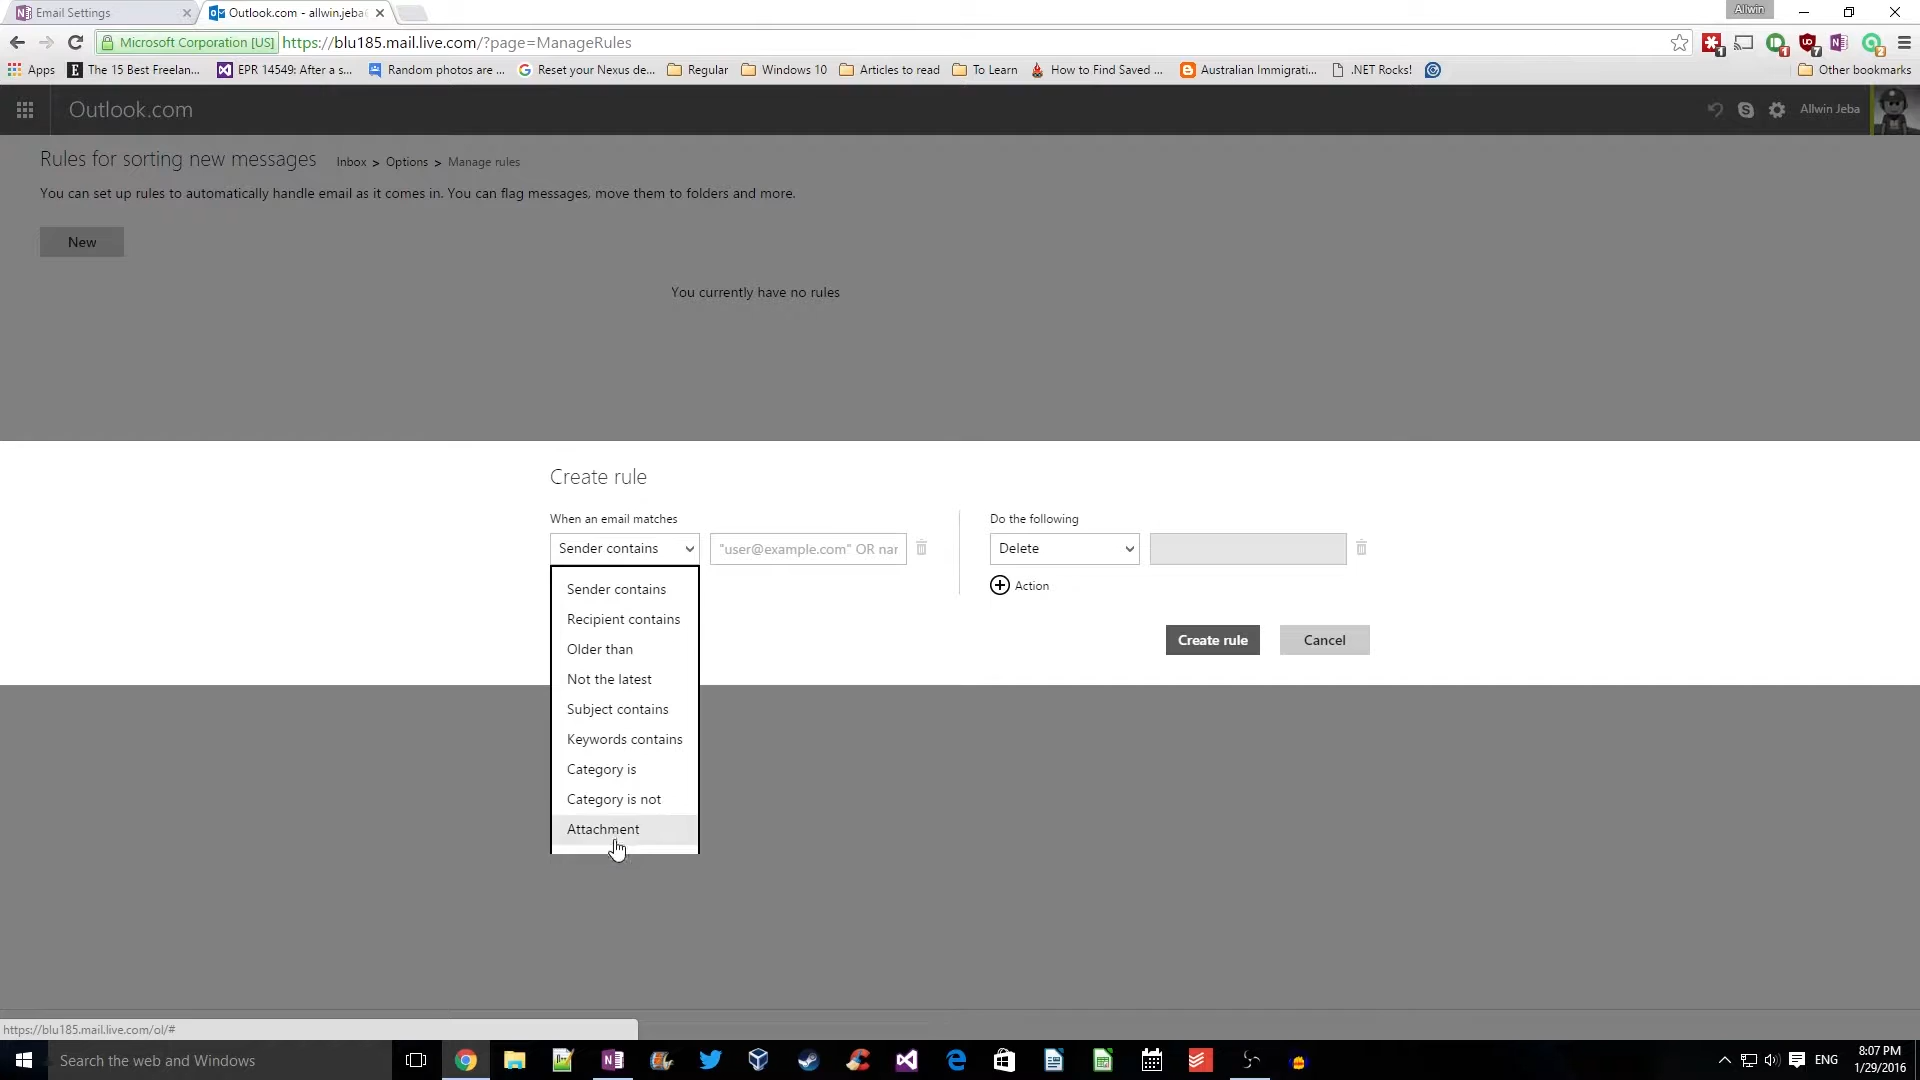 Email Settings
Outlook.com - allwin.jeba
Allwin
Microsoft Corporation [US]
https://blu185.mail.live.com/?page=ManageRules
Apps
The 15 Best Freelan...
EPR 14549: After a s...
Random photos are ...
Reset your Nexus de...
Regular
Windows 10
Articles to read
To Learn
How to Find Saved ...
Australian Immigrati...
.NET Rocks!
Other bookmarks
Outlook.com
Allwin Jeba
Rules for sorting new messages
Inbox > Options > Manage rules
You can set up rules to automatically handle email as it comes in. You can flag messages, move them to folders and more.
New
You currently have no rules
Create rule
When an email matches
Do the following
Sender contains
"user@example.com" OR nar
Delete
Action
Sender contains
Recipient contains
Older than
Not the latest
Subject contains
Keywords contains
Category is
Category is not
Attachment
Create rule
Cancel
https://blu185.mail.live.com/ol/#
Search the web and Windows
ENG
8:07 PM
1/29/2016